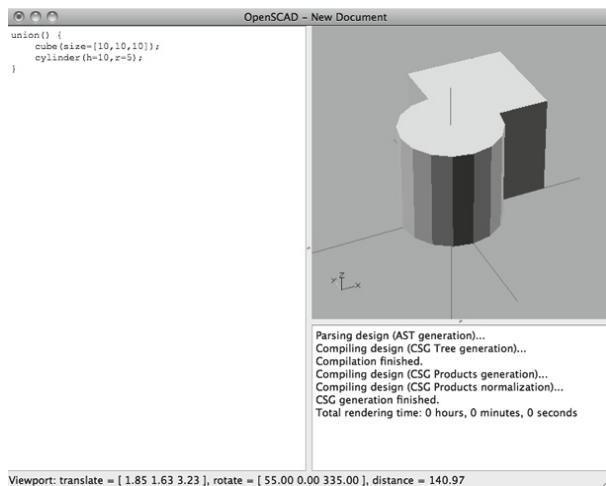 OpenSCAD - New Document
union() {
    cube(size=[10,10,10]);
    cylinder(h=10,r=5);
}
Z
Y
X
Parsing design (AST generation)...
Compiling design (CSG Tree generation)...
Compilation finished.
Compiling design (CSG Products generation)...
Compiling design (CSG Products normalization)...
CSG generation finished.
Total rendering time: 0 hours, 0 minutes, 0 seconds
Viewport: translate = [ 1.85 1.63 3.23 ], rotate = [ 55.00 0.00 335.00 ], distance = 140.97